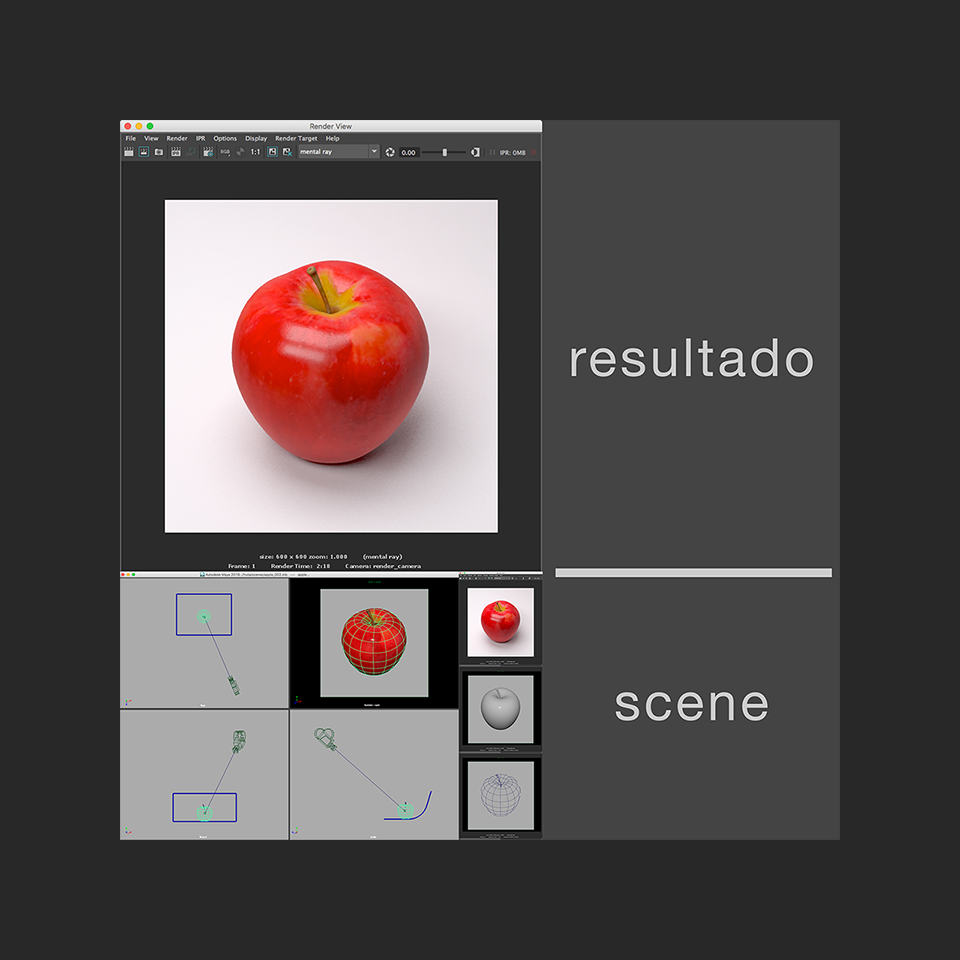 Render View
File View Render IPR Options Display Render Target Help
RGB 1:1 mental ray 0.00 IPR: 0MB
resultado
size: 600 x 600 zoom: 1.000 (mental ray)
Frame: 1 Render Time: 2:18 Camera: render_camera
scene